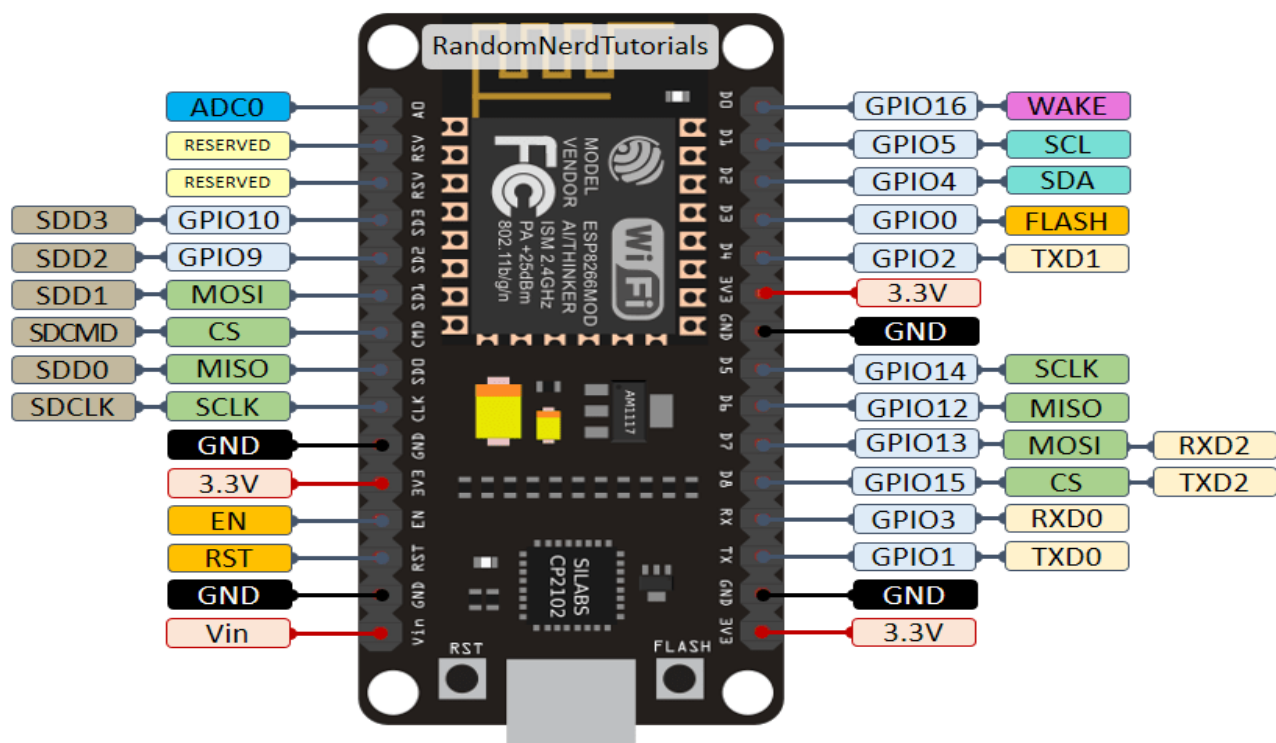 RandomNerdTutorials
ADC0
RESERVED
RESERVED
SDD3 GPIO10
SDD2 GPIO9
SDD1 MOSI
SDCMD CS
SDD0 MISO
SDCLK SCLK
GND
3.3V
EN
RST
GND
Vin
A0
RSV
RSV
SD3
SD2
SD1
CMD
SD0
CLK
GND
3V3
EN
RST
GND
Vin
MODEL
VENDOR
ESP8266MOD
AI/THINKER
ISM 2.4GHz
PA +25dBm
802.11b/g/n
FC
Wi Fi
AM1117
SILABS
CP2102
RST
FLASH
D0
D1
D2
D3
D4
3V3
GND
D5
D6
D7
D8
RX
TX
GND
3V3
GPIO16 WAKE
GPIO5 SCL
GPIO4 SDA
GPIO0 FLASH
GPIO2 TXD1
3.3V
GND
GPIO14 SCLK
GPIO12 MISO
GPIO13 MOSI RXD2
GPIO15 CS TXD2
GPIO3 RXD0
GPIO1 TXD0
GND
3.3V